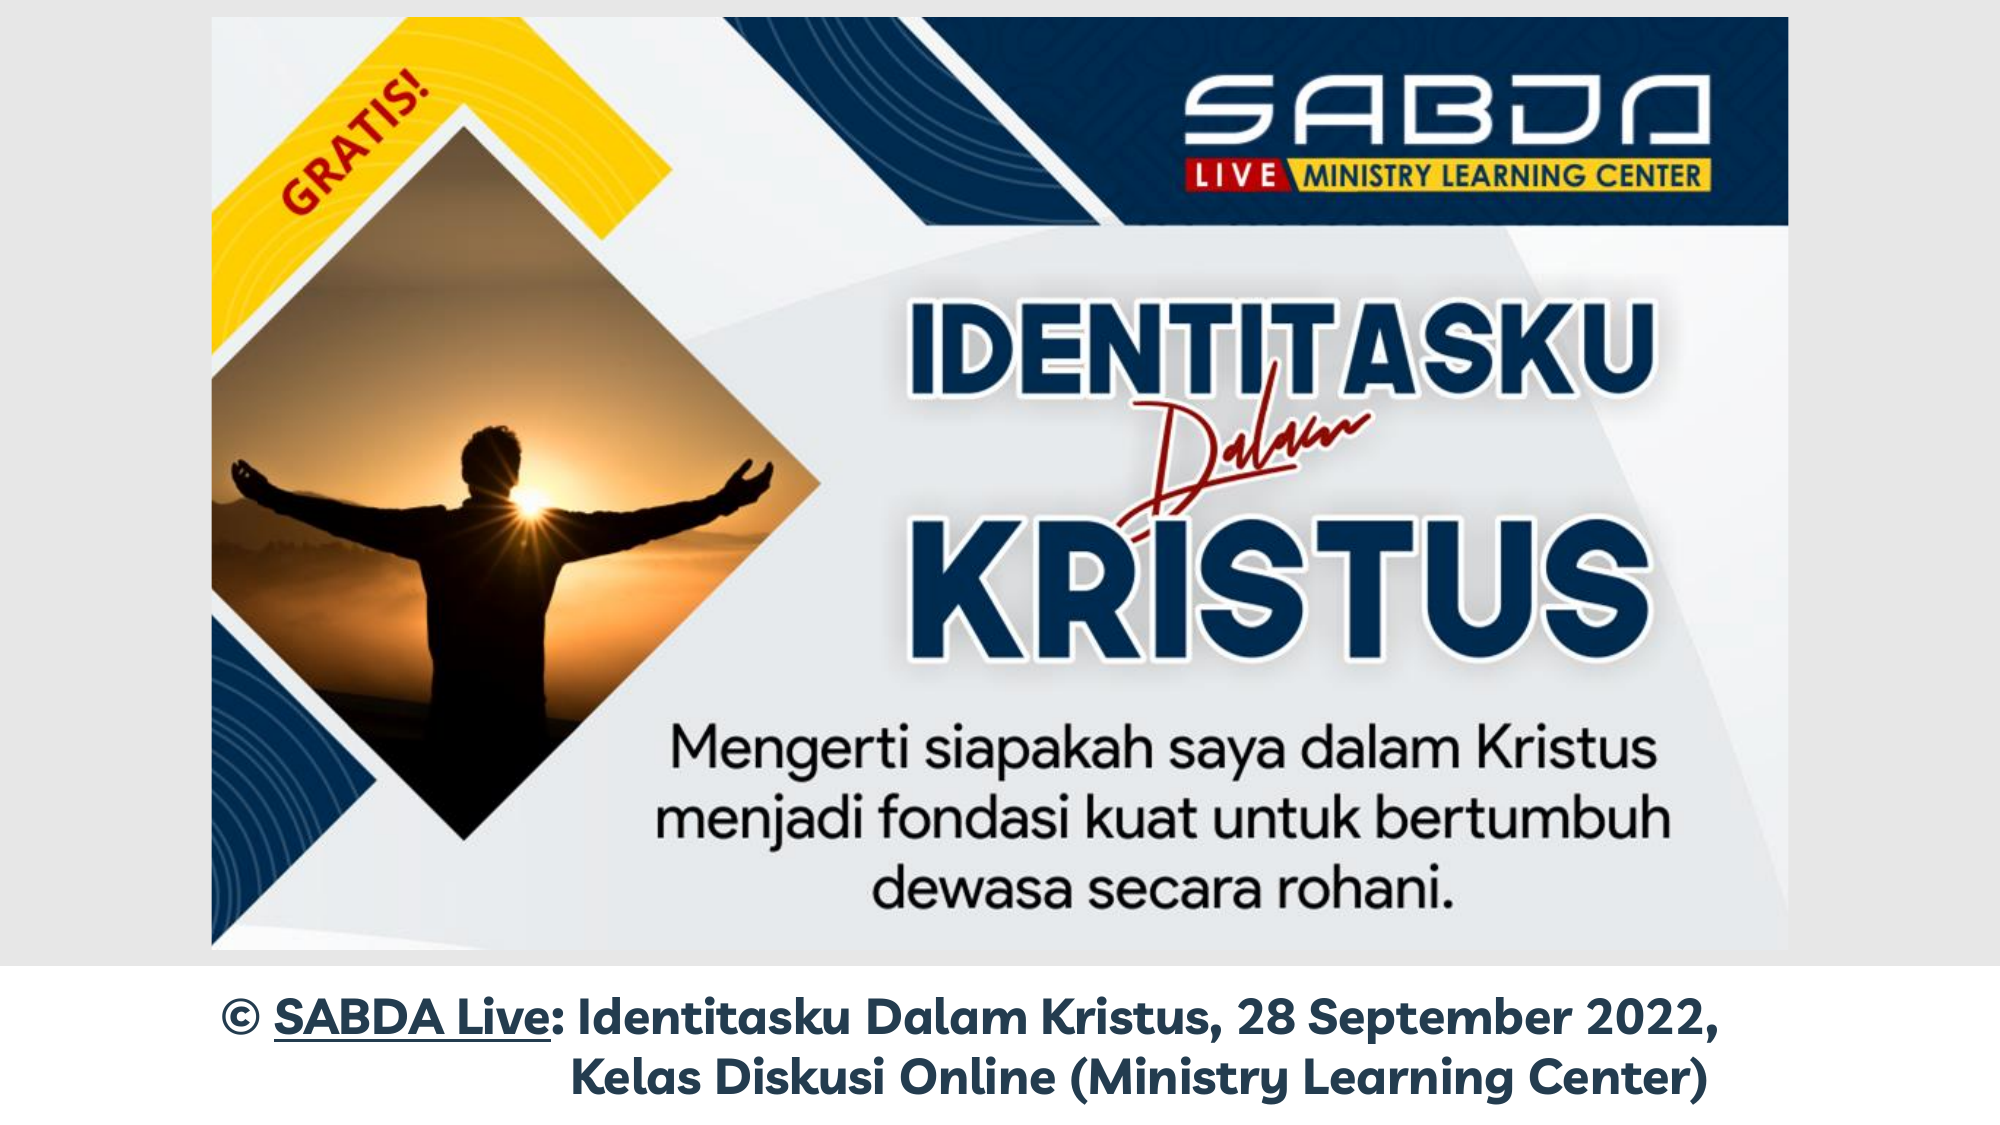 GRATIS!
SABDA
LIVE MINISTRY LEARNING CENTER
IDENTITASKU
Dalam
KRISTUS
Mengerti siapakah saya dalam Kristus
menjadi fondasi kuat untuk bertumbuh
dewasa secara rohani.
© SABDA Live: Identitasku Dalam Kristus, 28 September 2022,
Kelas Diskusi Online (Ministry Learning Center)